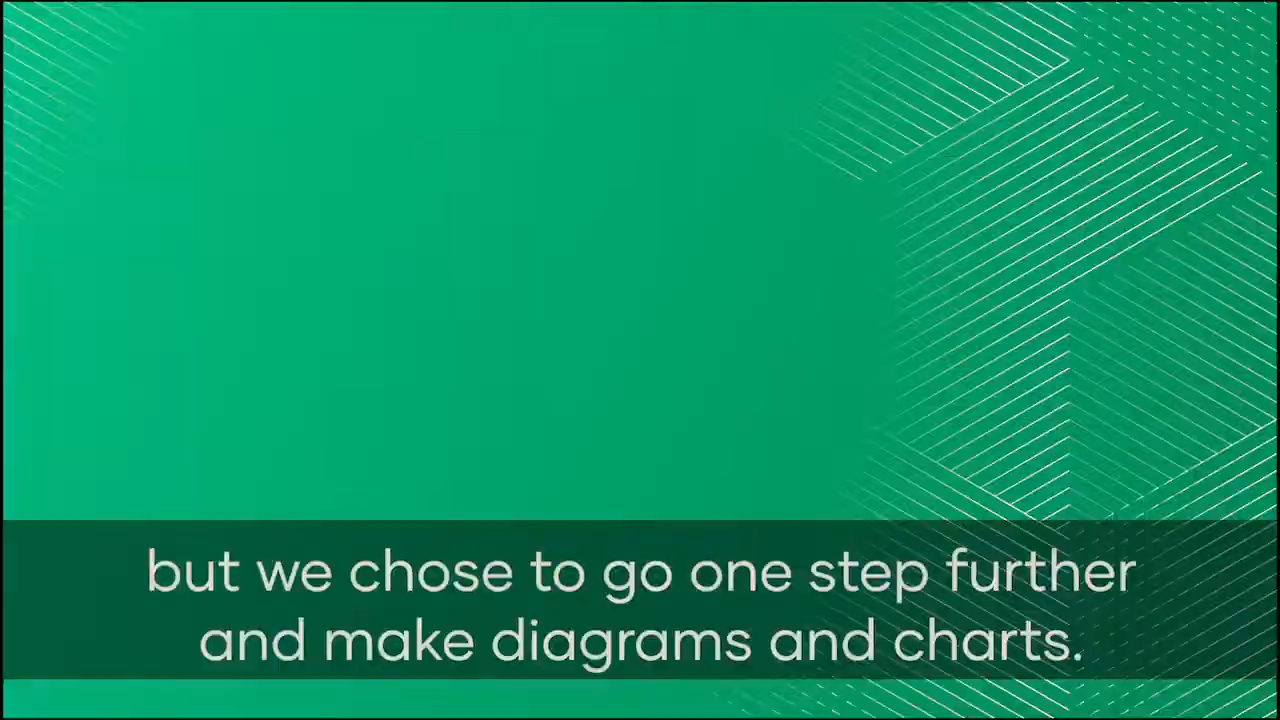 but we chose to go one step further
and make diagrams and charts.